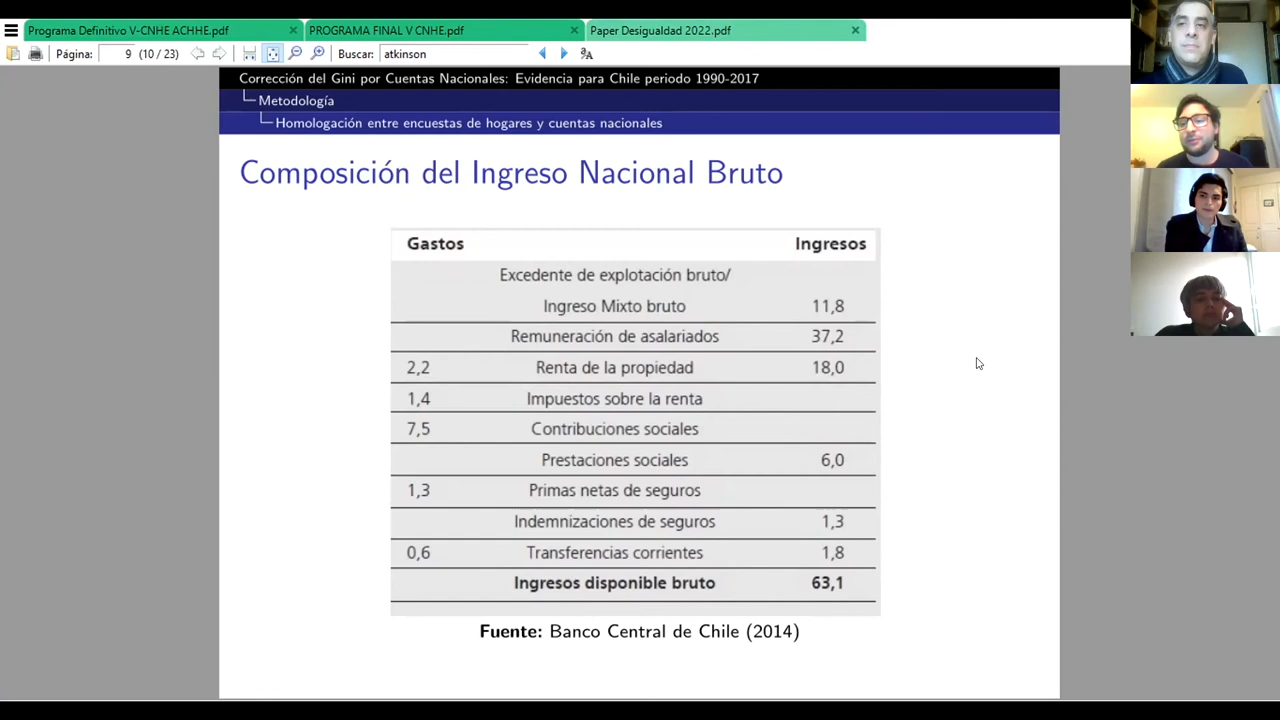 Programa Definitivo V-CNHE ACHHE.pdf
PROGRAMA FINAL V CNHE.pdf
Paper Desigualdad 2022.pdf
Página: 9 (10 / 23)
Buscar: atkinson
Corrección del Gini por Cuentas Nacionales: Evidencia para Chile periodo 1990-2017
Metodología
Homologación entre encuestas de hogares y cuentas nacionales
Composición del Ingreso Nacional Bruto
Gastos Ingresos
Excedente de explotación bruto/
Ingreso Mixto bruto 11,8
Remuneración de asalariados 37,2
2,2 Renta de la propiedad 18,0
1,4 Impuestos sobre la renta
7,5 Contribuciones sociales
Prestaciones sociales 6,0
1,3 Primas netas de seguros
Indemnizaciones de seguros 1,3
0,6 Transferencias corrientes 1,8
Ingresos disponible bruto 63,1
Fuente: Banco Central de Chile (2014)